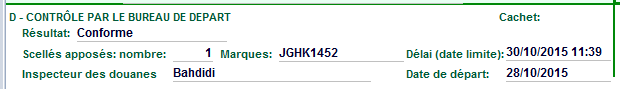 D - CONTRÔLE PAR LE BUREAU DE DEPART Cachet:
Résultat: Conforme
Scellés apposés: nombre: 1 Marques: JGHK1452 Délai (date limite): 30/10/2015 11:39
Inspecteur des douanes Bahdidi Date de départ: 28/10/2015